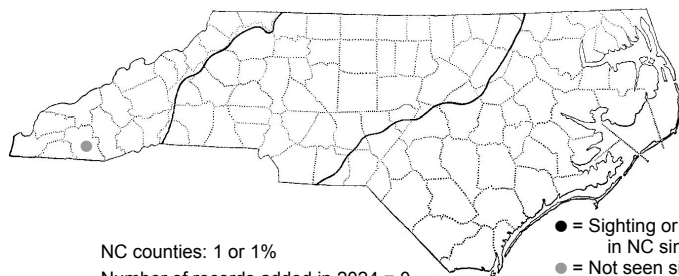 NC counties: 1 or 1%
Number of records added in 2024 = 0
● = Sighting or
in NC sin
● = Not seen si